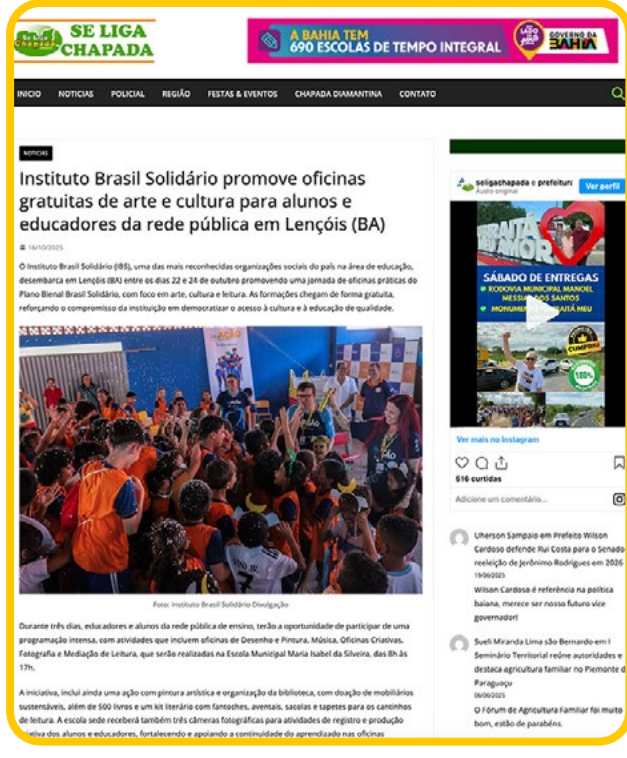 SE LIGA
CHAPADA
Chapada
A BAHIA TEM
690 ESCOLAS DE TEMPO INTEGRAL
GOVERNO DA
BAHIA
INICIO NOTICIAS POLICIAL REGIÃO FESTAS & EVENTOS CHAPADA DIAMANTINA CONTATO
NOTICIAS
Instituto Brasil Solidário promove oficinas
gratuitas de arte e cultura para alunos e
educadores da rede pública em Lençóis (BA)
16/10/2025
O Instituto Brasil Solidário (IBS), uma das mais reconhecidas organizações sociais do país na área de educação,
desembarca em Lençóis (BA) entre os dias 22 e 24 de outubro promovendo uma jornada de oficinas práticas do
Plano Bienal Brasil Solidário, com foco em arte, cultura e leitura. As formações chegam de forma gratuita,
reforçando o compromisso da instituição em democratizar o acesso à cultura e à educação de qualidade.
VINI JR.
7
Foto: Instituto Brasil Solidário Divulgação
Durante três dias, educadores e alunos da rede pública de ensino, terão a oportunidade de participar de uma
programação intensa, com atividades que incluem oficinas de Desenho e Pintura, Música, Oficinas Criativas,
Fotografia e Mediação de Leitura, que serão realizadas na Escola Municipal Maria Isabel da Silveira, das 8h às
17h.
A iniciativa, inclui ainda uma ação com pintura artística e organização da biblioteca, com doação de mobiliários
sustentáveis, além de 500 livros e um kit literário com fantoches, aventais, sacolas e tapetes para os cantinhos
de leitura. A escola sede receberá também três câmeras fotográficas para atividades de registro e produção
dos alunos e educadores, fortalecendo e apoiando a continuidade do aprendizado nas oficinas
seligachapada e prefeitur
Áudio original
Ver perfil
SÁBADO DE ENTREGAS
RODOVIA MUNICIPAL MANOEL
MESSIAS DOS SANTOS
MEU
100%
Ver mais no Instagram
516 curtidas
Adicione um comentário...
Uherson Sampaio em Prefeito Wilson
Cardoso defende Rui Costa para o Senado
reeleição de Jerônimo Rodrigues em 2026
19/06/2025
Wilson Cardoso é referência na política
baiana, merece ser nosso futuro vice
governador!
Sueli Miranda Lima são Bernardo em I
Seminário Territorial reúne autoridades e
destaca agricultura familiar no Piemonte d
Paraguaçu
06/06/2025
O Fórum de Agricultura Familiar foi muito
bom, estão de parabéns.